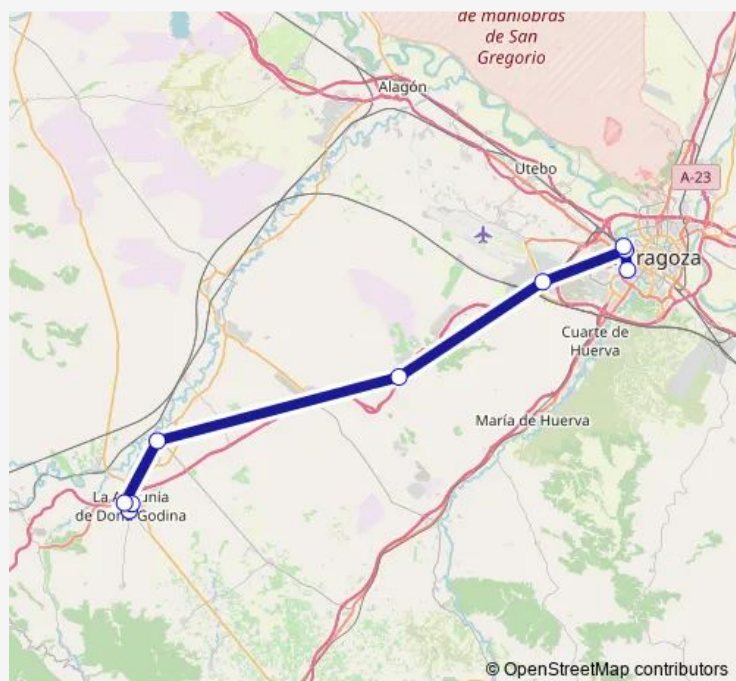 de maniobras
de San
Gregorio
Alagón
Utebo
A-23
ragoza
Cuarte de
Huerva
María de Huerva
La A unia
de Doña Godina
© OpenStreetMap contributors